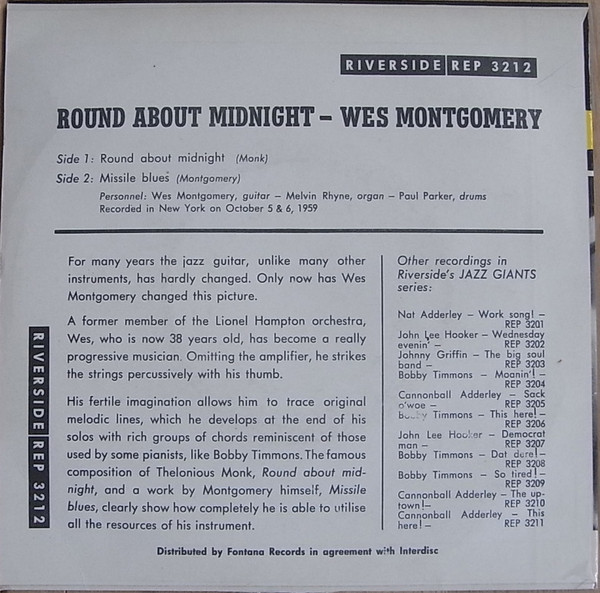 RIVERSIDE REP 3212
ROUND ABOUT MIDNIGHT – WES MONTGOMERY
Side 1: Round about midnight (Monk)
Side 2: Missile blues (Montgomery)
Personnel: Wes Montgomery, guitar – Melvin Rhyne, organ – Paul Parker, drums
Recorded in New York on October 5 & 6, 1959
For many years the jazz guitar, unlike many other
instruments, has hardly changed. Only now has Wes
Montgomery changed this picture.
A former member of the Lionel Hampton orchestra,
Wes, who is now 38 years old, has become a really
progressive musician. Omitting the amplifier, he strikes
the strings percussively with his thumb.
His fertile imagination allows him to trace original
melodic lines, which he develops at the end of his
solos with rich groups of chords reminiscent of those
used by some pianists, like Bobby Timmons. The famous
composition of Thelonious Monk, Round about mid-
night, and a work by Montgomery himself, Missile
blues, clearly show how completely he is able to utilise
all the resources of his instrument.
Other recordings in
Riverside's JAZZ GIANTS
series:
Nat Adderley – Work song! –
REP 3201
John Lee Hooker – Wednesday
evenin' – REP 3202
Johnny Griffin – The big soul
band – REP 3203
Bobby Timmons – Moanin'! –
REP 3204
Cannonball Adderley – Sack
o'woe – REP 3205
Bobby Timmons – This here! –
REP 3206
John Lee Hooker – Democrat
man – REP 3207
Bobby Timmons – Dat dere! –
REP 3208
Bobby Timmons – So tired! –
REP 3209
Cannonball Adderley – The up-
town! – REP 3210
Cannonball Adderley – This
here! – REP 3211
RIVERSIDE REP 3212
Distributed by Fontana Records in agreement with Interdisc